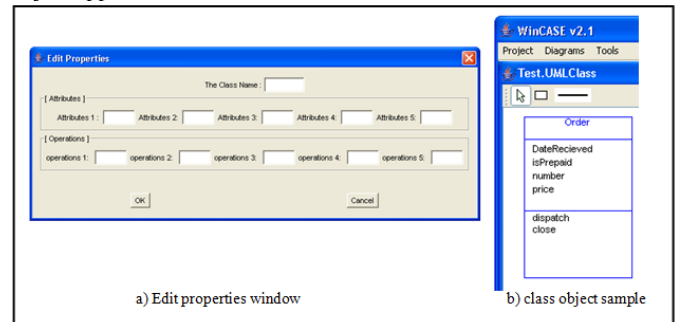 Edit Properties
The Class Name :
[ Attributes ]
Attributes 1 : Attributes 2: Attributes 3: Attributes 4: Attributes 5:
[ Operations ]
operations 1: operations 2: operations 3: operations 4: operations 5:
OK Cancel
a) Edit properties window
WinCASE v2.1
Project Diagrams Tools
Test.UMLClass
Order
DateRecieved
isPrepaid
number
price
dispatch
close
b) class object sample